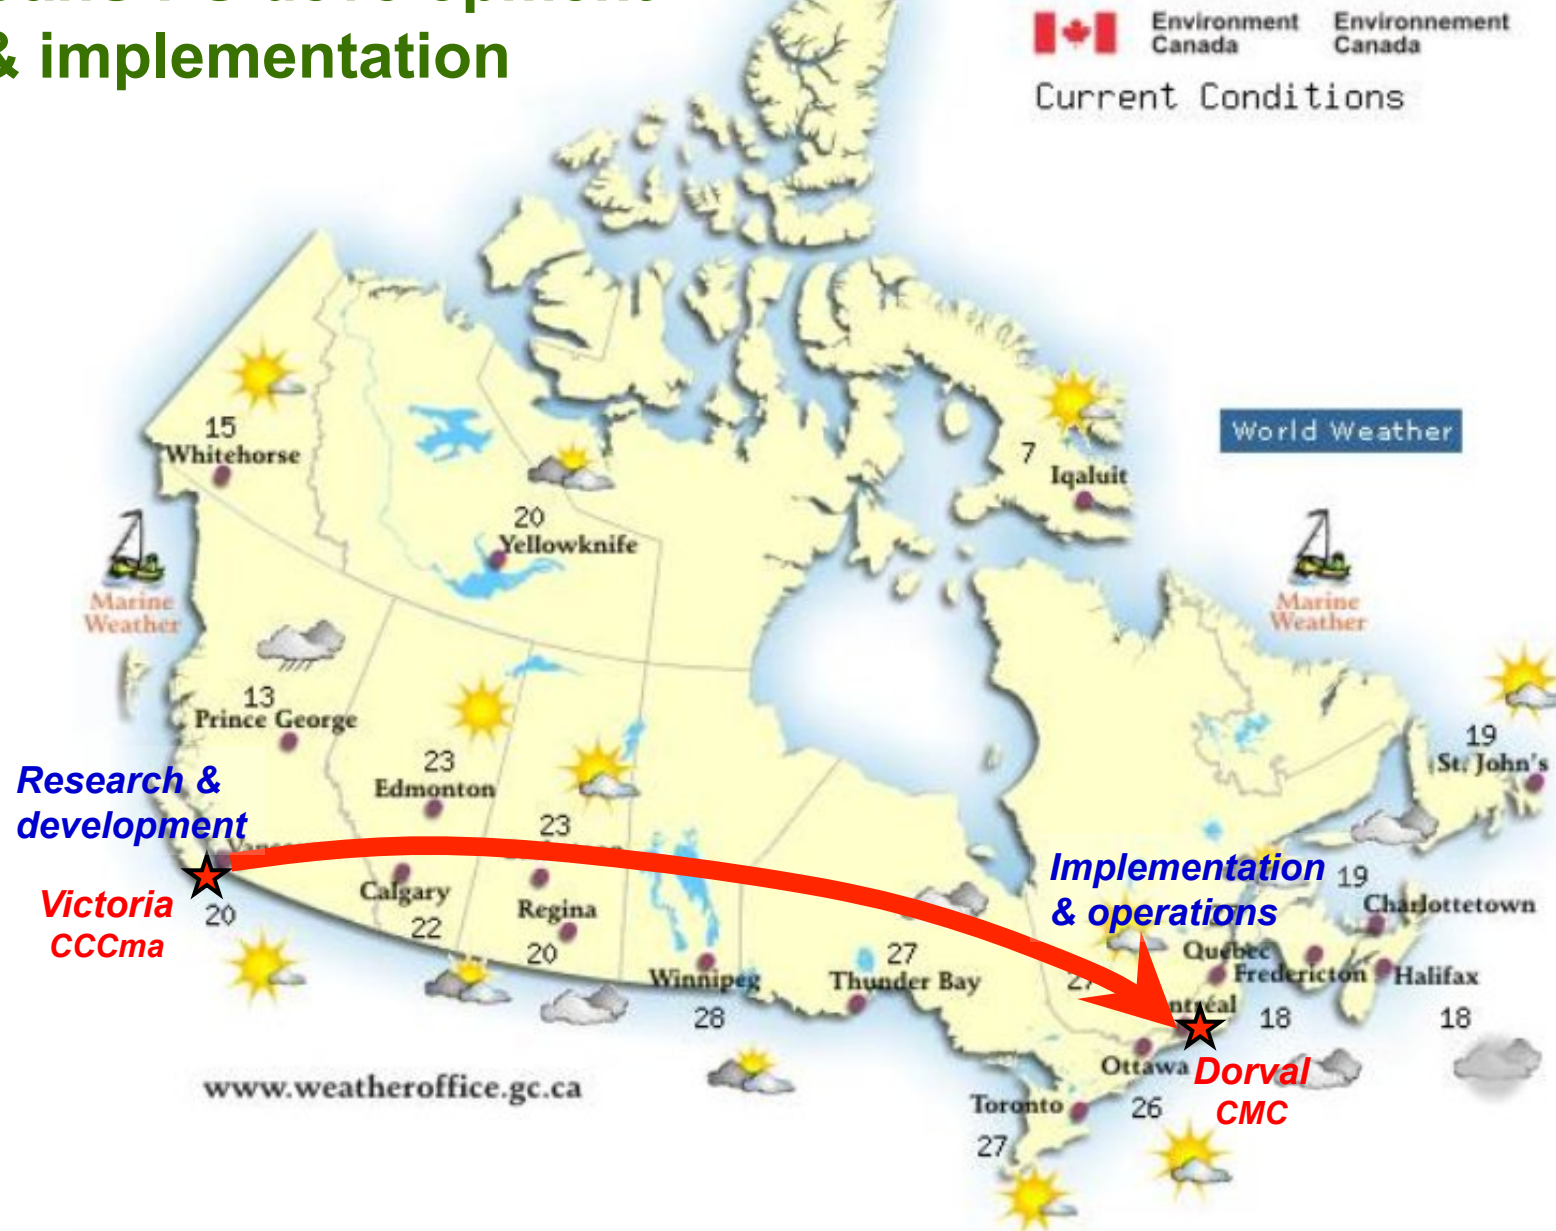 & implementation
Environment Canada
Environnement Canada
Current Conditions
15
Whitehorse
7
Iqaluit
World Weather
20
Yellowknife
Marine
Weather
Marine
Weather
13
Prince George
19
St. John's
Research &
development
23
Edmonton
23
Implementation
& operations
19
Charlottetown
Victoria
CCCma
20
Calgary
22
Regina
20
Winnipeg
28
27
Thunder Bay
27
Québec
Fredericton
Halifax
18
18
Ottawa
Dorval
CMC
26
Toronto
27
www.weatheroffice.gc.ca